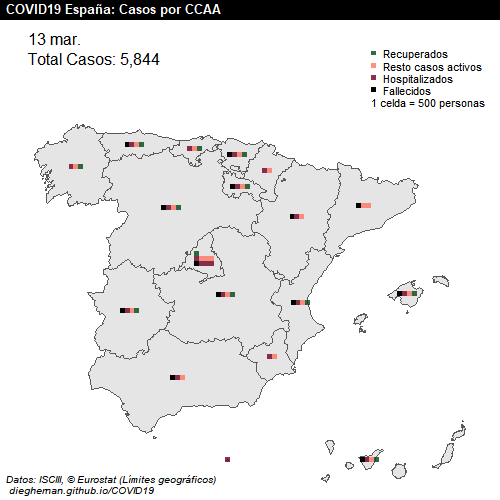 COVID19 España: Casos por CCAA
13 mar.
Total Casos: 5,844
Recuperados
Resto casos activos
Hospitalizados
Fallecidos
1 celda = 500 personas
Datos: ISCIII, © Eurostat (Límites geográficos)
diegheman.github.io/COVID19